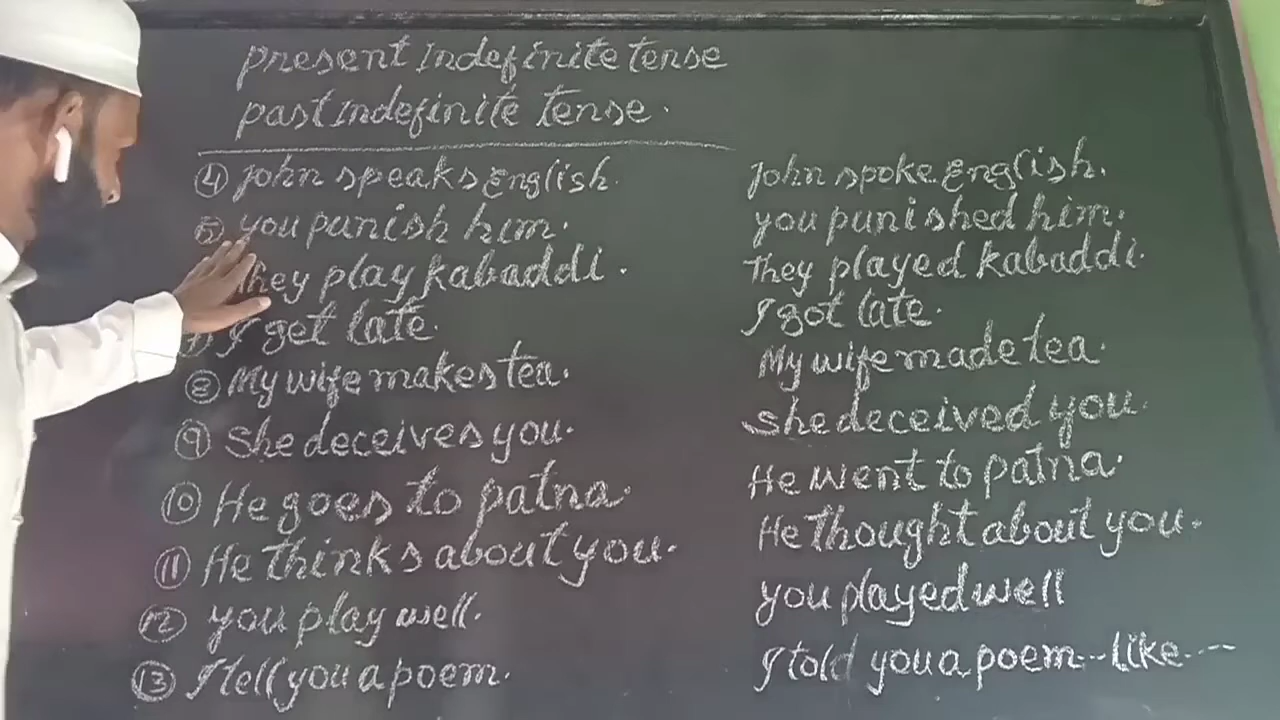 present Indefinite tense
past Indefinite tense.
④ John speaks English. John spoke English.
⑤ you punish him. you punished him.
They play kabaddi. They played kabaddi.
⑦ I get late. I got late.
⑧ My wife makes tea. My wife made tea.
⑨ She deceives you. She deceived you.
⑩ He goes to patna. He went to patna.
⑪ He thinks about you. He thought about you.
⑫ you play well. you played well
⑬ I tell you a poem. I told you a poem--Like----